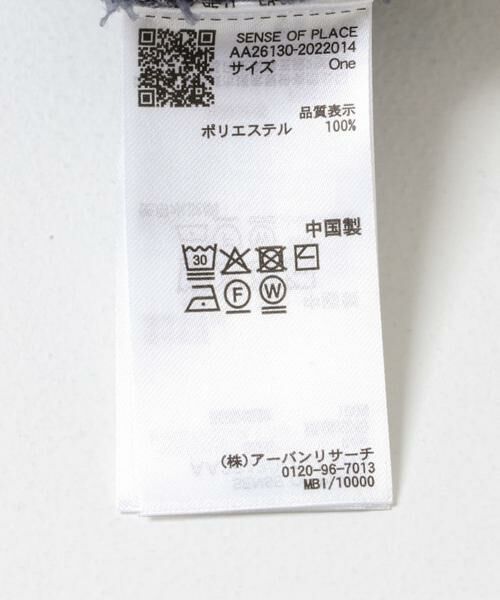 SENSE OF PLACE
AA26130-2022014
サイズ One
品質表示
ポリエステル 100%
中国製
30
F W
(株)アーバンリサーチ
0120-96-7013
MBI/10000